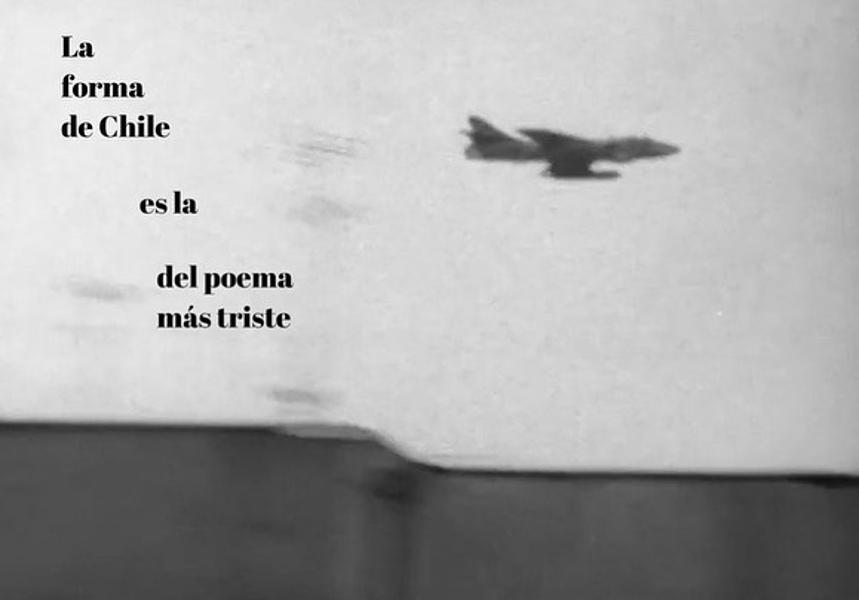 La
forma
de Chile
es la
del poema
más triste